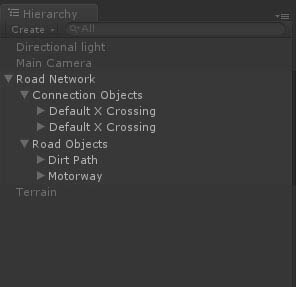 Hierarchy
Create All
Directional light
Main Camera
Road Network
Connection Objects
Default X Crossing
Default X Crossing
Road Objects
Dirt Path
Motorway
Terrain